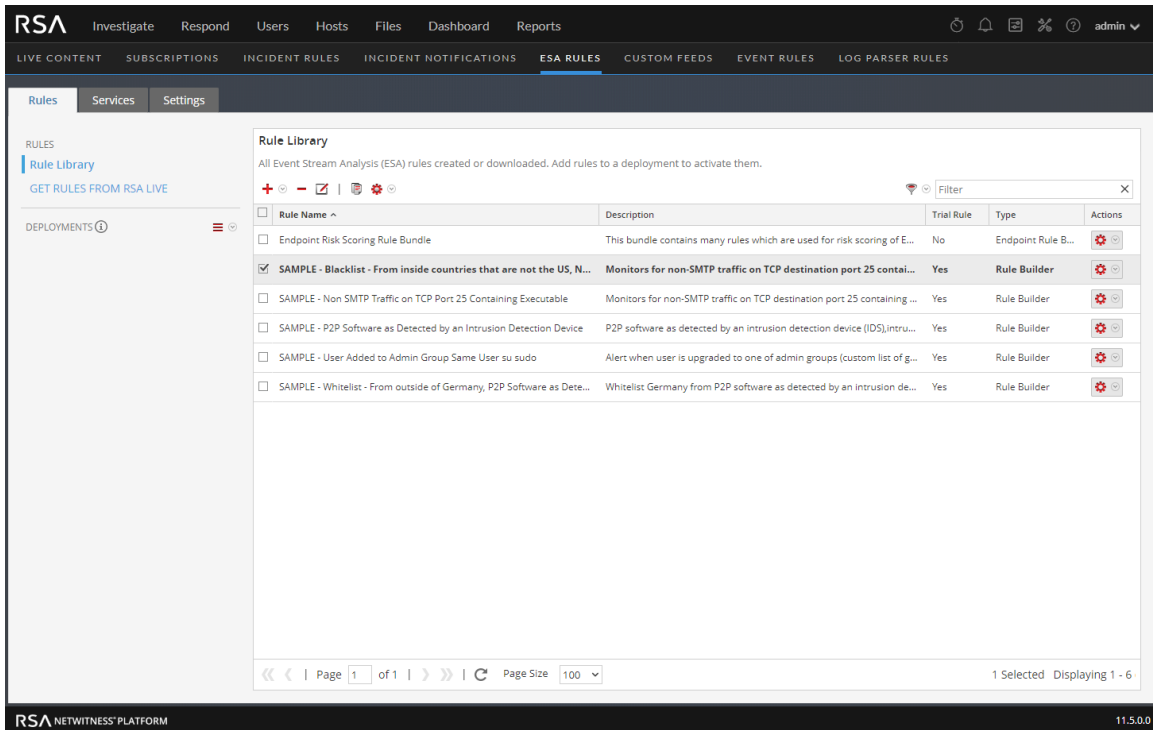 RSA Investigate Respond Users Hosts Files Dashboard Reports admin
LIVE CONTENT SUBSCRIPTIONS INCIDENT RULES INCIDENT NOTIFICATIONS ESA RULES CUSTOM FEEDS EVENT RULES LOG PARSER RULES
Rules Services Settings
RULES
Rule Library
GET RULES FROM RSA LIVE
DEPLOYMENTS
Rule Library
All Event Stream Analysis (ESA) rules created or downloaded. Add rules to a deployment to activate them.
Filter
Rule Name Description Trial Rule Type Actions
Endpoint Risk Scoring Rule Bundle This bundle contains many rules which are used for risk scoring of E... No Endpoint Rule B...
SAMPLE - Blacklist - From inside countries that are not the US, N... Monitors for non-SMTP traffic on TCP destination port 25 contai... Yes Rule Builder
SAMPLE - Non SMTP Traffic on TCP Port 25 Containing Executable Monitors for non-SMTP traffic on TCP destination port 25 containing ... Yes Rule Builder
SAMPLE - P2P Software as Detected by an Intrusion Detection Device P2P software as detected by an intrusion detection device (IDS),intru... Yes Rule Builder
SAMPLE - User Added to Admin Group Same User su sudo Alert when user is upgraded to one of admin groups (custom list of g... Yes Rule Builder
SAMPLE - Whitelist - From outside of Germany, P2P Software as Dete... Whitelist Germany from P2P software as detected by an intrusion de... Yes Rule Builder
Page 1 of 1 Page Size 100 1 Selected Displaying 1 - 6
RSA NETWITNESS® PLATFORM 11.5.0.0